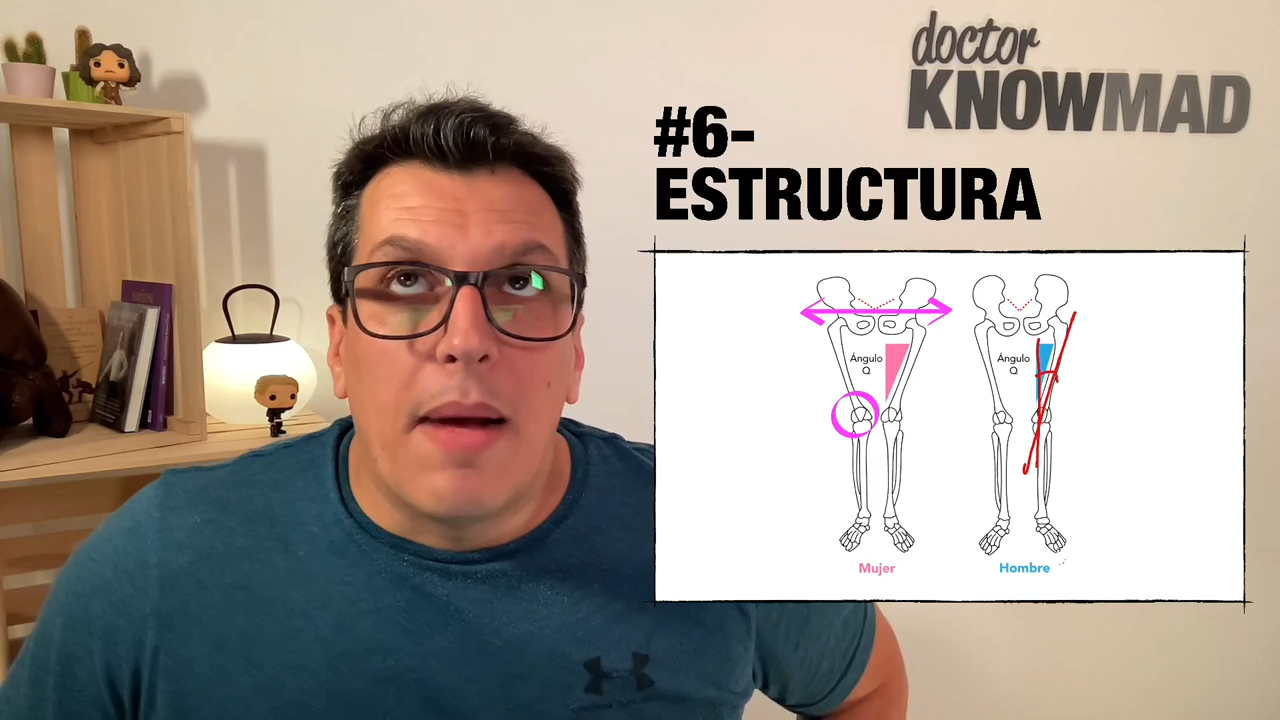 doctor
KNOWMAD
#6-
ESTRUCTURA
Ángulo
Q
Ángulo
Q
Mujer
Hombre